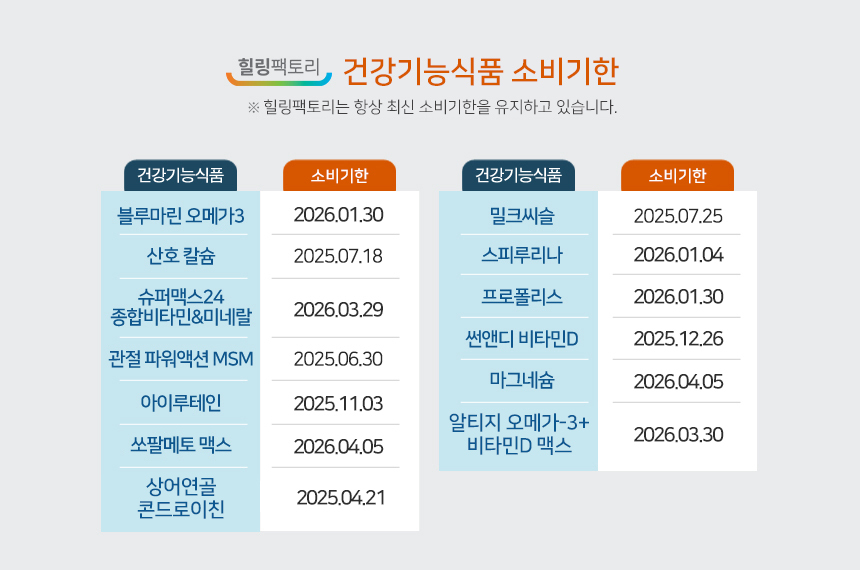 힐링팩토리 건강기능식품 소비기한
※ 힐링팩토리는 항상 최신 소비기한을 유지하고 있습니다.
건강기능식품 소비기한
블루마린 오메가3 2026.01.30
산호 칼슘 2025.07.18
슈퍼맥스24
종합비타민&미네랄 2026.03.29
관절 파워액션 MSM 2025.06.30
아이루테인 2025.11.03
쏘팔메토 맥스 2026.04.05
상어연골
콘드로이친 2025.04.21
건강기능식품 소비기한
밀크씨슬 2025.07.25
스피루리나 2026.01.04
프로폴리스 2026.01.30
썬앤디 비타민D 2025.12.26
마그네슘 2026.04.05
알티지 오메가-3+
비타민D 맥스 2026.03.30